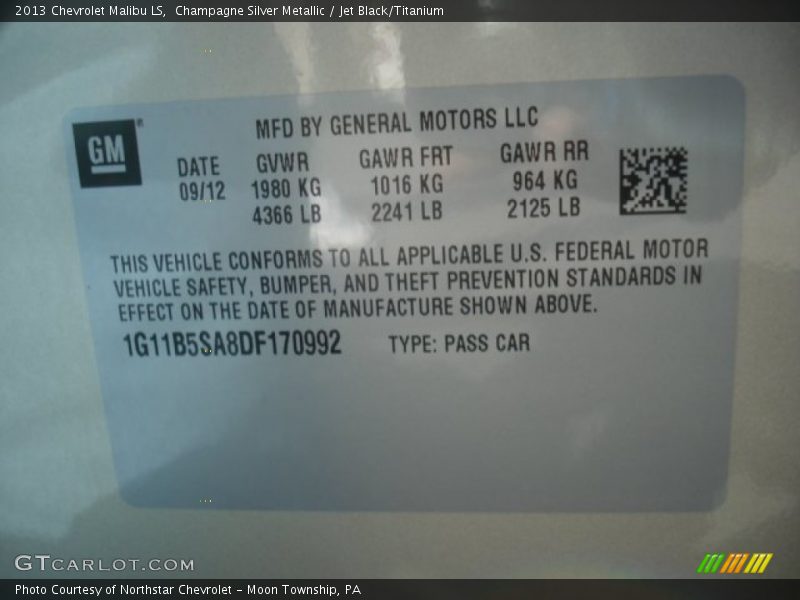 2013 Chevrolet Malibu LS,  Champagne Silver Metallic / Jet Black/Titanium
GM®
MFD BY GENERAL MOTORS LLC
DATE GVWR GAWR FRT GAWR RR
09/12 1980 KG 1016 KG 964 KG
4366 LB 2241 LB 2125 LB
THIS VEHICLE CONFORMS TO ALL APPLICABLE U.S. FEDERAL MOTOR
VEHICLE SAFETY, BUMPER, AND THEFT PREVENTION STANDARDS IN
EFFECT ON THE DATE OF MANUFACTURE SHOWN ABOVE.
1G11B5SA8DF170992 TYPE: PASS CAR
GTCARLOT.COM
Photo Courtesy of Northstar Chevrolet - Moon Township, PA